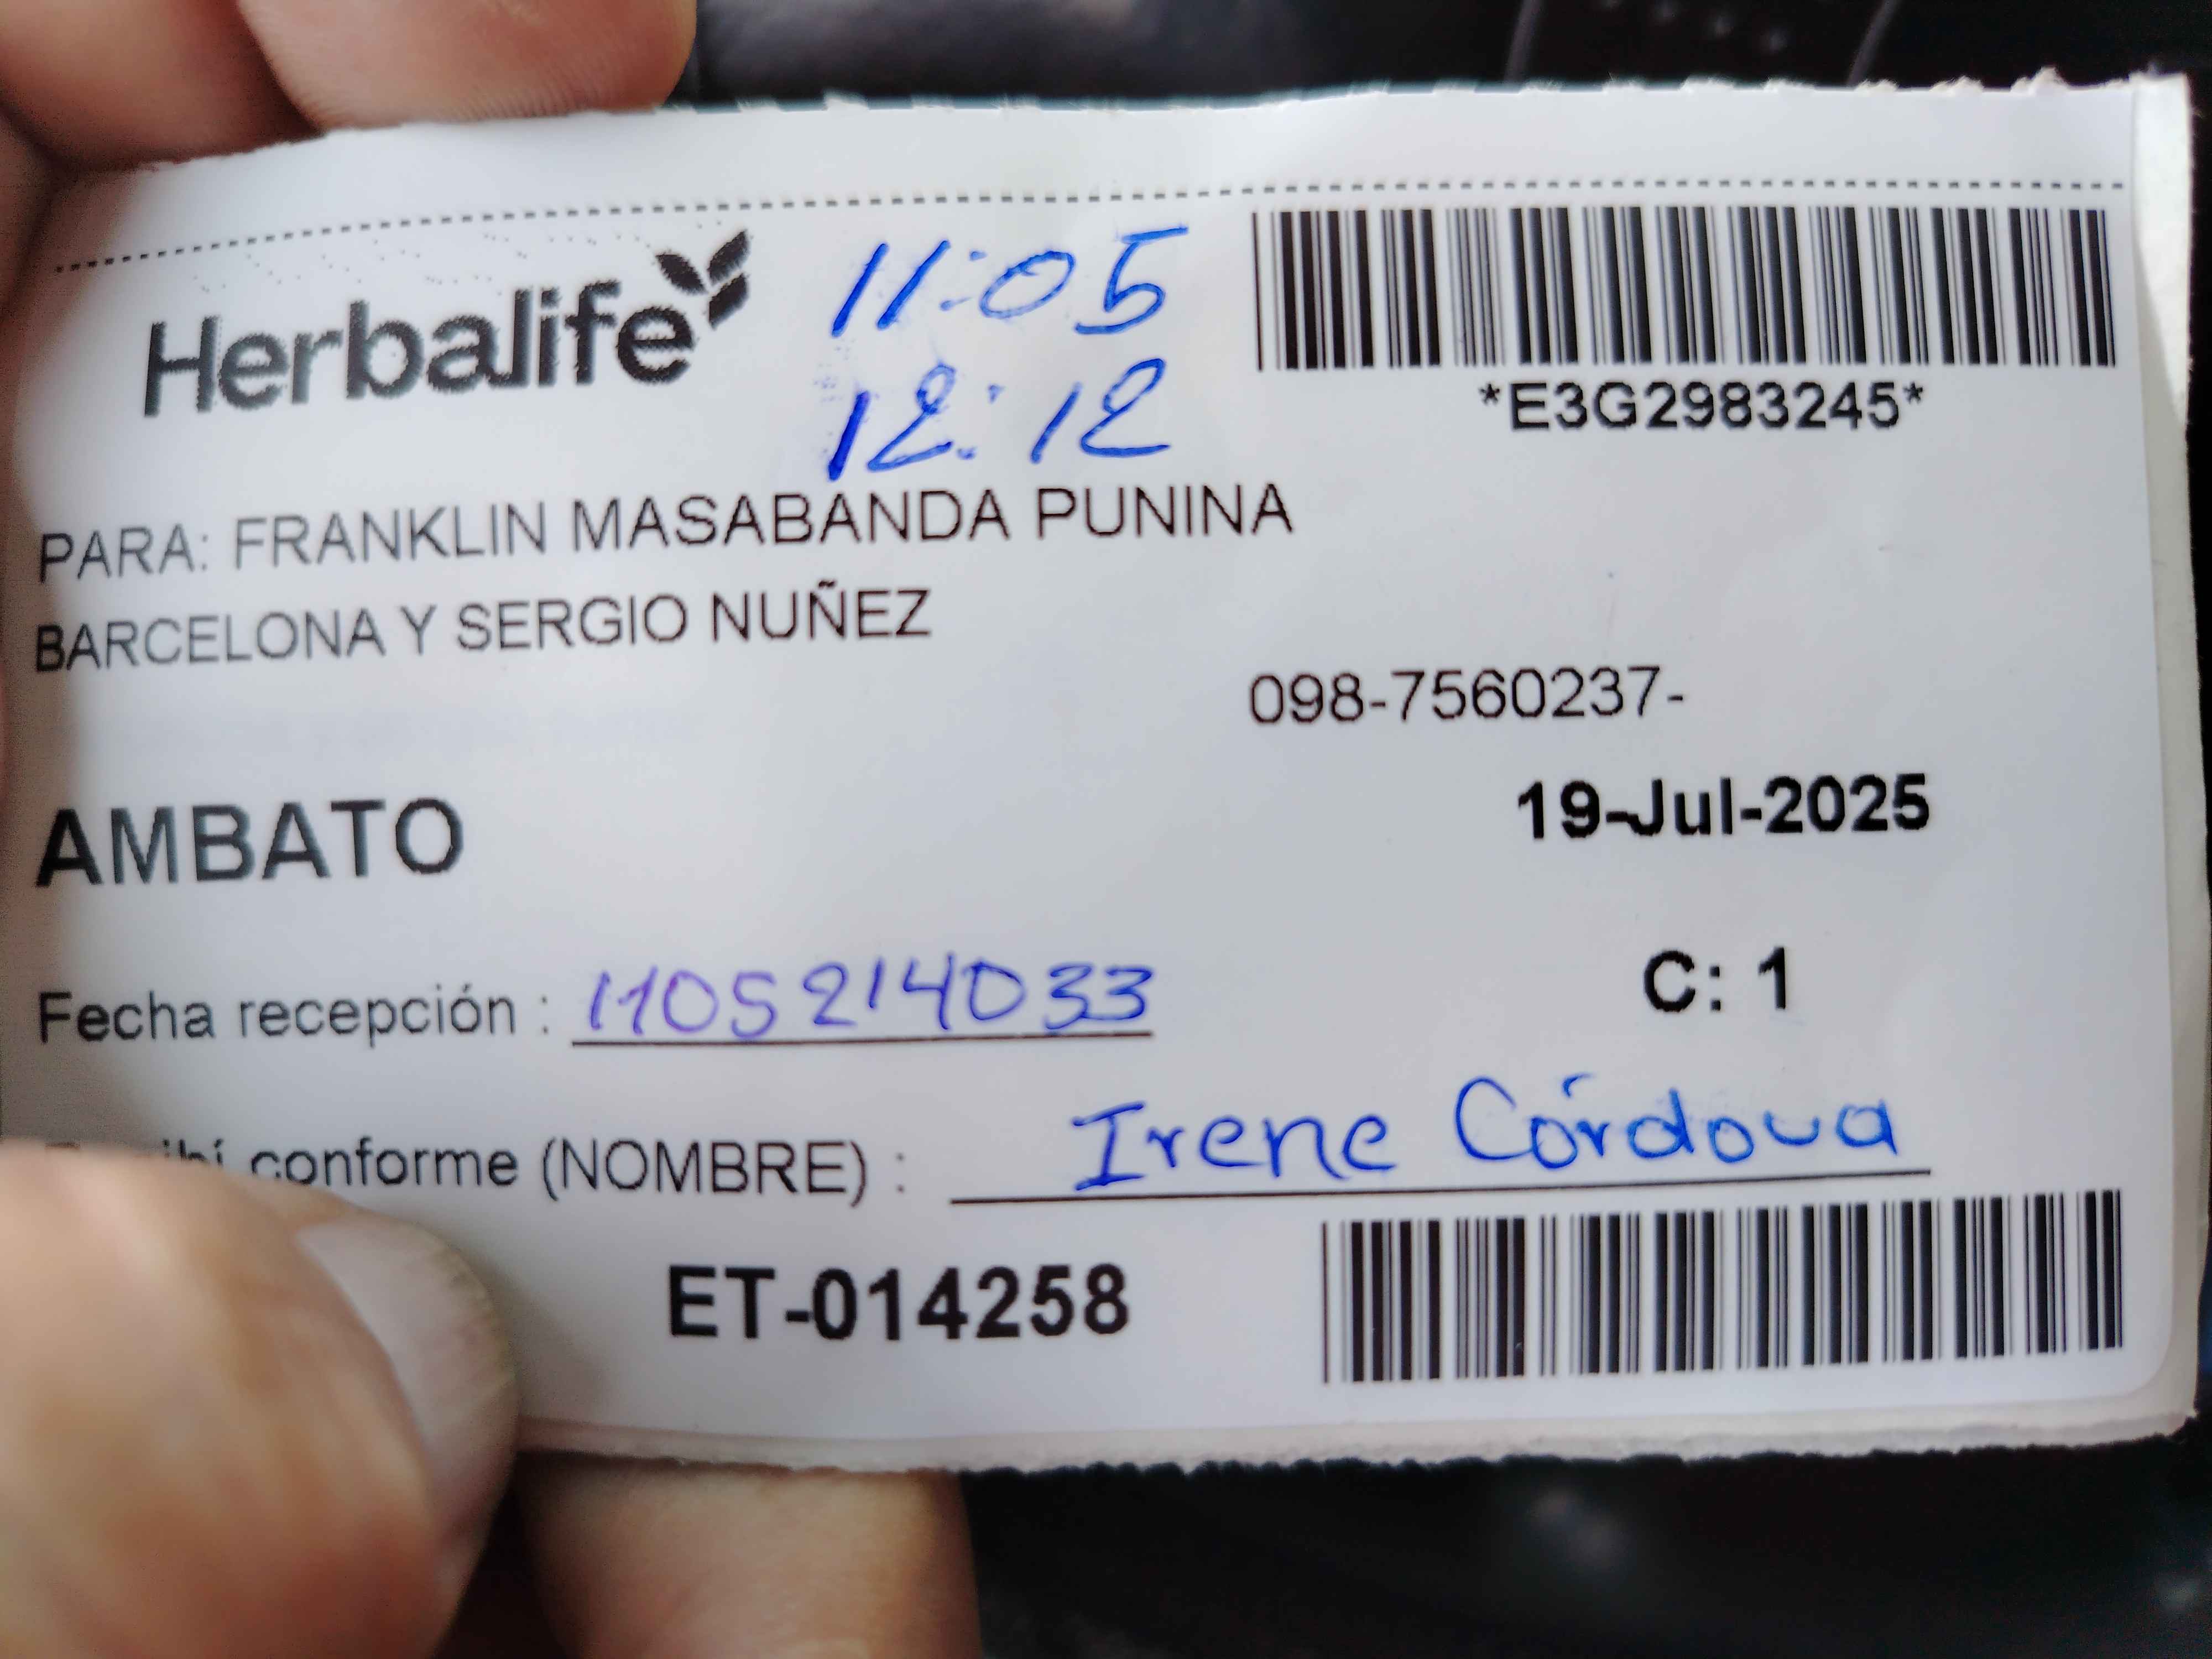 Herbalife
11:05
12:12
*E3G2983245*
PARA: FRANKLIN MASABANDA PUNINA
BARCELONA Y SERGIO NUÑEZ
098-7560237-
AMBATO
19-Jul-2025
Fecha recepción : 1105214033
C: 1
conforme (NOMBRE) : Irene Córdova
ET-014258